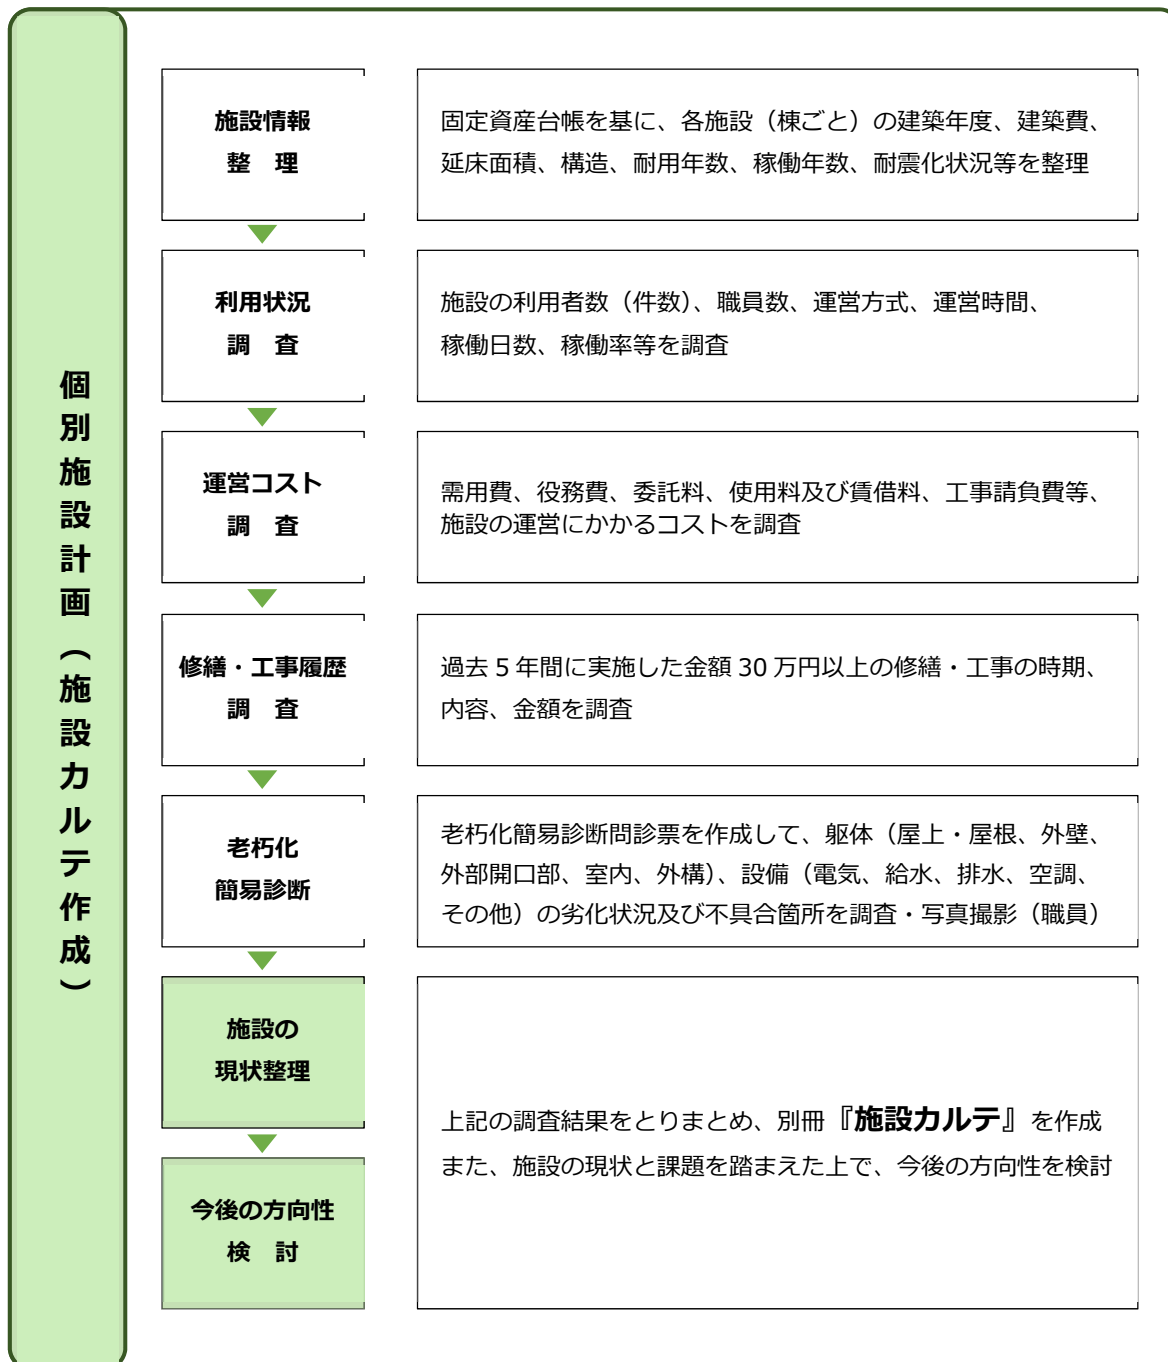 個別施設計画（施設カルテ作成）
施設情報
整　理
固定資産台帳を基に、各施設（棟ごと）の建築年度、建築費、
延床面積、構造、耐用年数、稼働年数、耐震化状況等を整理
利用状況
調　査
施設の利用者数（件数）、職員数、運営方式、運営時間、
稼働日数、稼働率等を調査
運営コスト
調　査
需用費、役務費、委託料、使用料及び賃借料、工事請負費等、
施設の運営にかかるコストを調査
修繕・工事履歴
調　査
過去 5 年間に実施した金額 30 万円以上の修繕・工事の時期、
内容、金額を調査
老朽化
簡易診断
老朽化簡易診断問診票を作成して、躯体（屋上・屋根、外壁、
外部開口部、室内、外構）、設備（電気、給水、排水、空調、
その他）の劣化状況及び不具合箇所を調査・写真撮影（職員）
施設の
現状整理
今後の方向性
検　討
上記の調査結果をとりまとめ、別冊『施設カルテ』を作成
また、施設の現状と課題を踏まえた上で、今後の方向性を検討